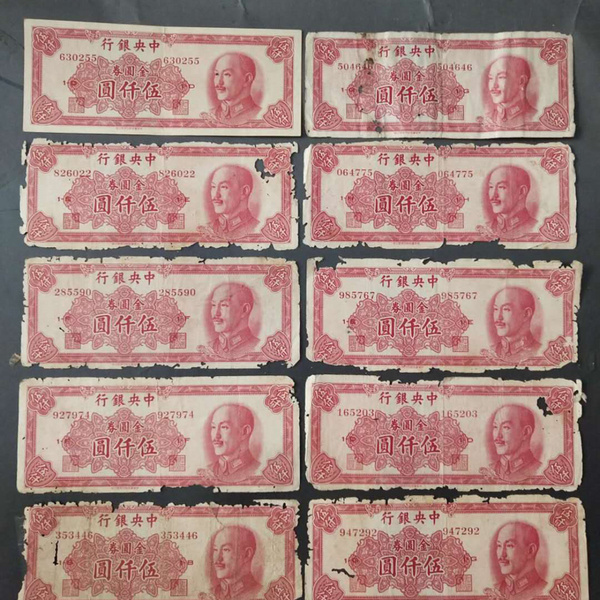 中央銀行
630255 630255
金圓券
伍仟圓
中央銀行
504646 504646
金圓券
伍仟圓
中央銀行
826022 826022
金圓券
伍仟圓
中央銀行
064775 064775
金圓券
伍仟圓
中央銀行
285590 285590
金圓券
伍仟圓
中央銀行
985767 985767
金圓券
伍仟圓
中央銀行
927974 927974
金圓券
伍仟圓
中央銀行
165203 165203
金圓券
伍仟圓
中央銀行
353446 353446
金圓券
伍仟圓
中央銀行
947292 947292
金圓券
伍仟圓